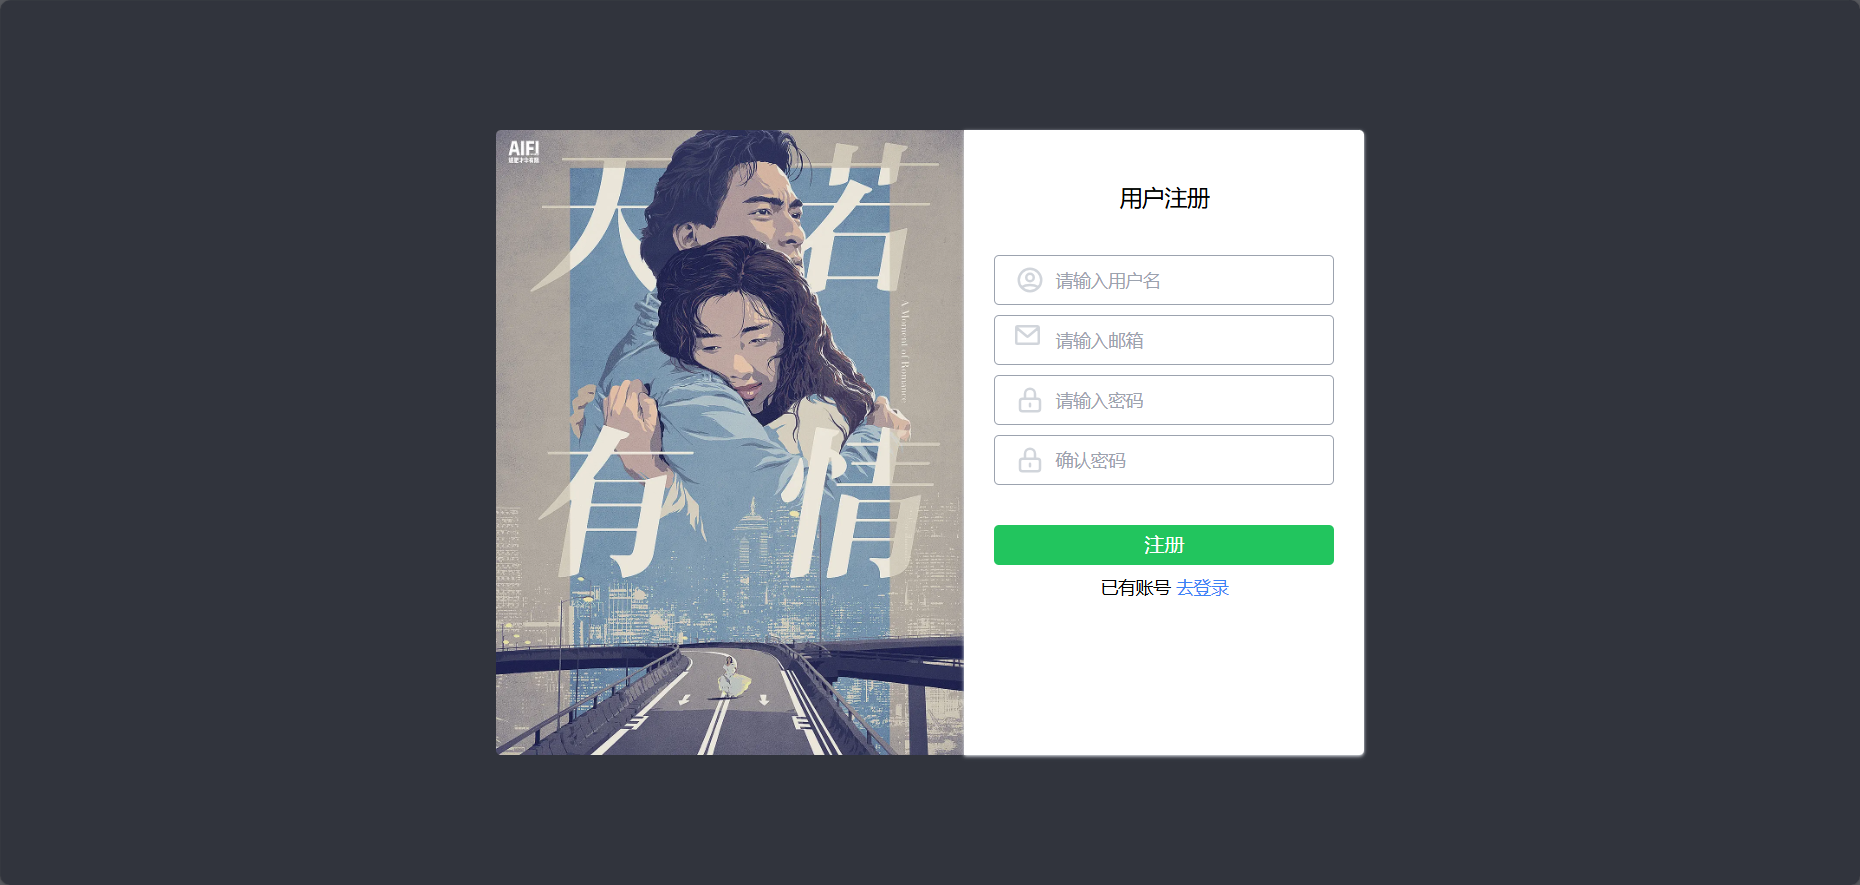 AIFI
天若
有情
A Moment of Romance
用户注册
请输入用户名
请输入邮箱
请输入密码
确认密码
注册
已有账号 去登录